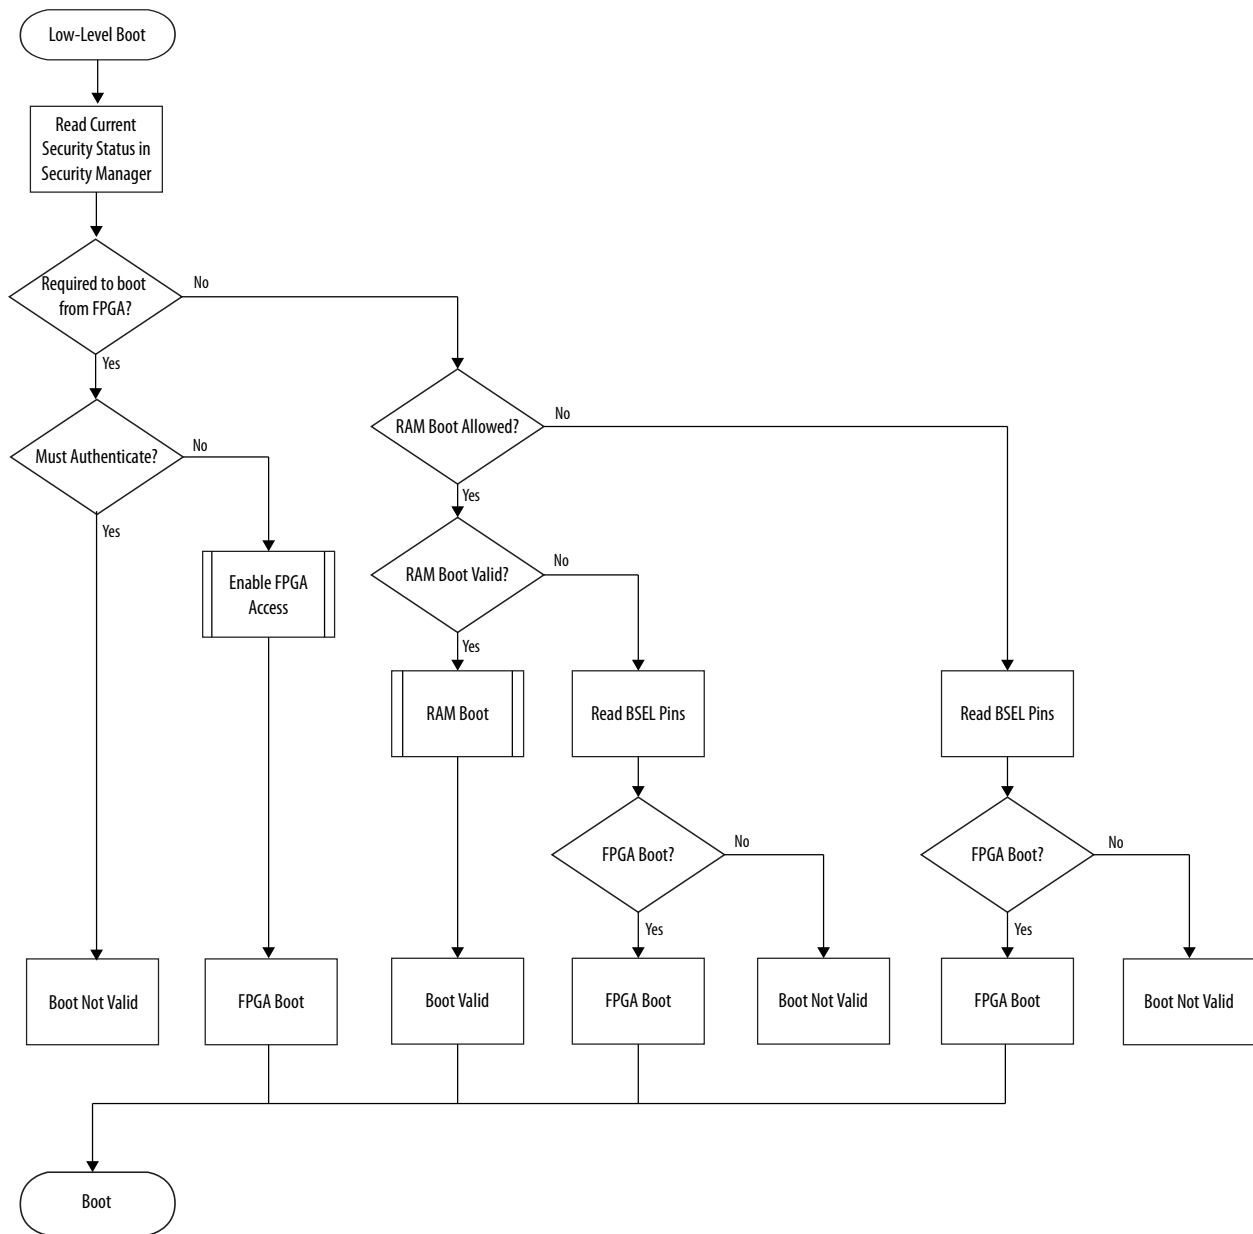 Low-Level Boot
Read Current
Security Status in
Security Manager
Required to boot
from FPGA?
No
Yes
Must Authenticate?
No
Yes
RAM Boot Allowed?
No
Yes
RAM Boot Valid?
No
Yes
Enable FPGA
Access
RAM Boot
Read BSEL Pins
Read BSEL Pins
FPGA Boot?
No
Yes
FPGA Boot?
No
Yes
Boot Not Valid
FPGA Boot
Boot Valid
FPGA Boot
Boot Not Valid
FPGA Boot
Boot Not Valid
Boot